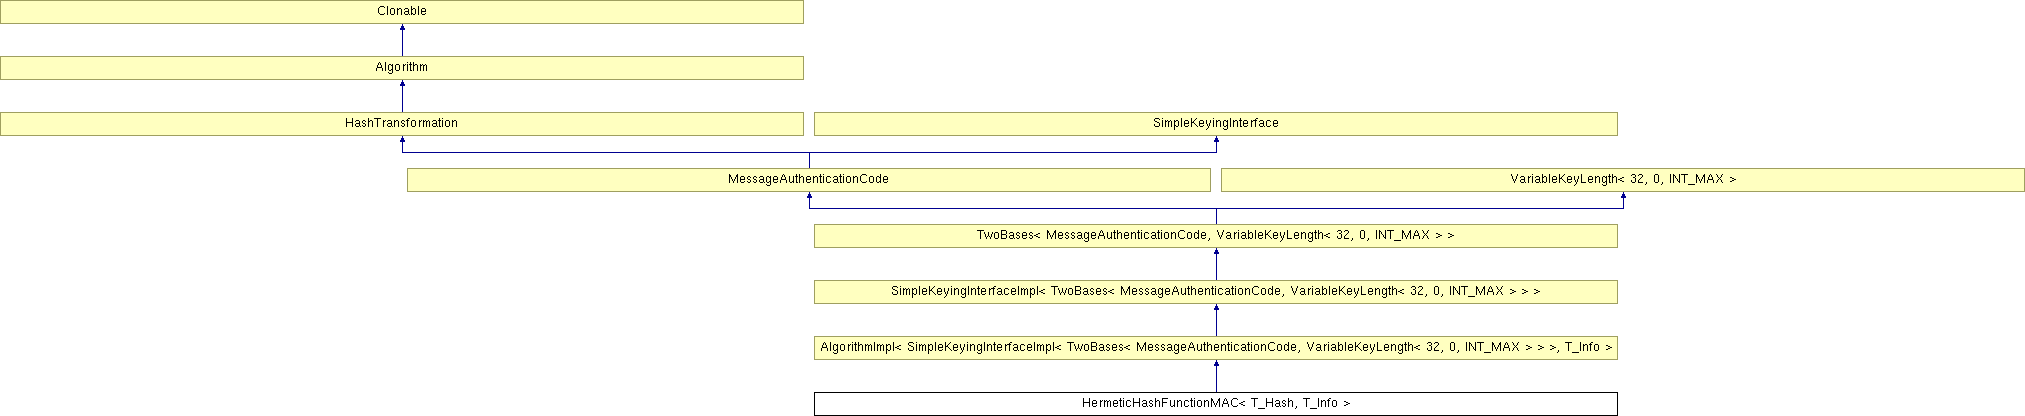 Clonable
Algorithm
HashTransformation
SimpleKeyingInterface
MessageAuthenticationCode
VariableKeyLength< 32, 0, INT_MAX >
TwoBases< MessageAuthenticationCode, VariableKeyLength< 32, 0, INT_MAX > >
SimpleKeyingInterfaceImpl< TwoBases< MessageAuthenticationCode, VariableKeyLength< 32, 0, INT_MAX > > >
AlgorithmImpl< SimpleKeyingInterfaceImpl< TwoBases< MessageAuthenticationCode, VariableKeyLength< 32, 0, INT_MAX > > >, T_Info >
HermeticHashFunctionMAC< T_Hash, T_Info >